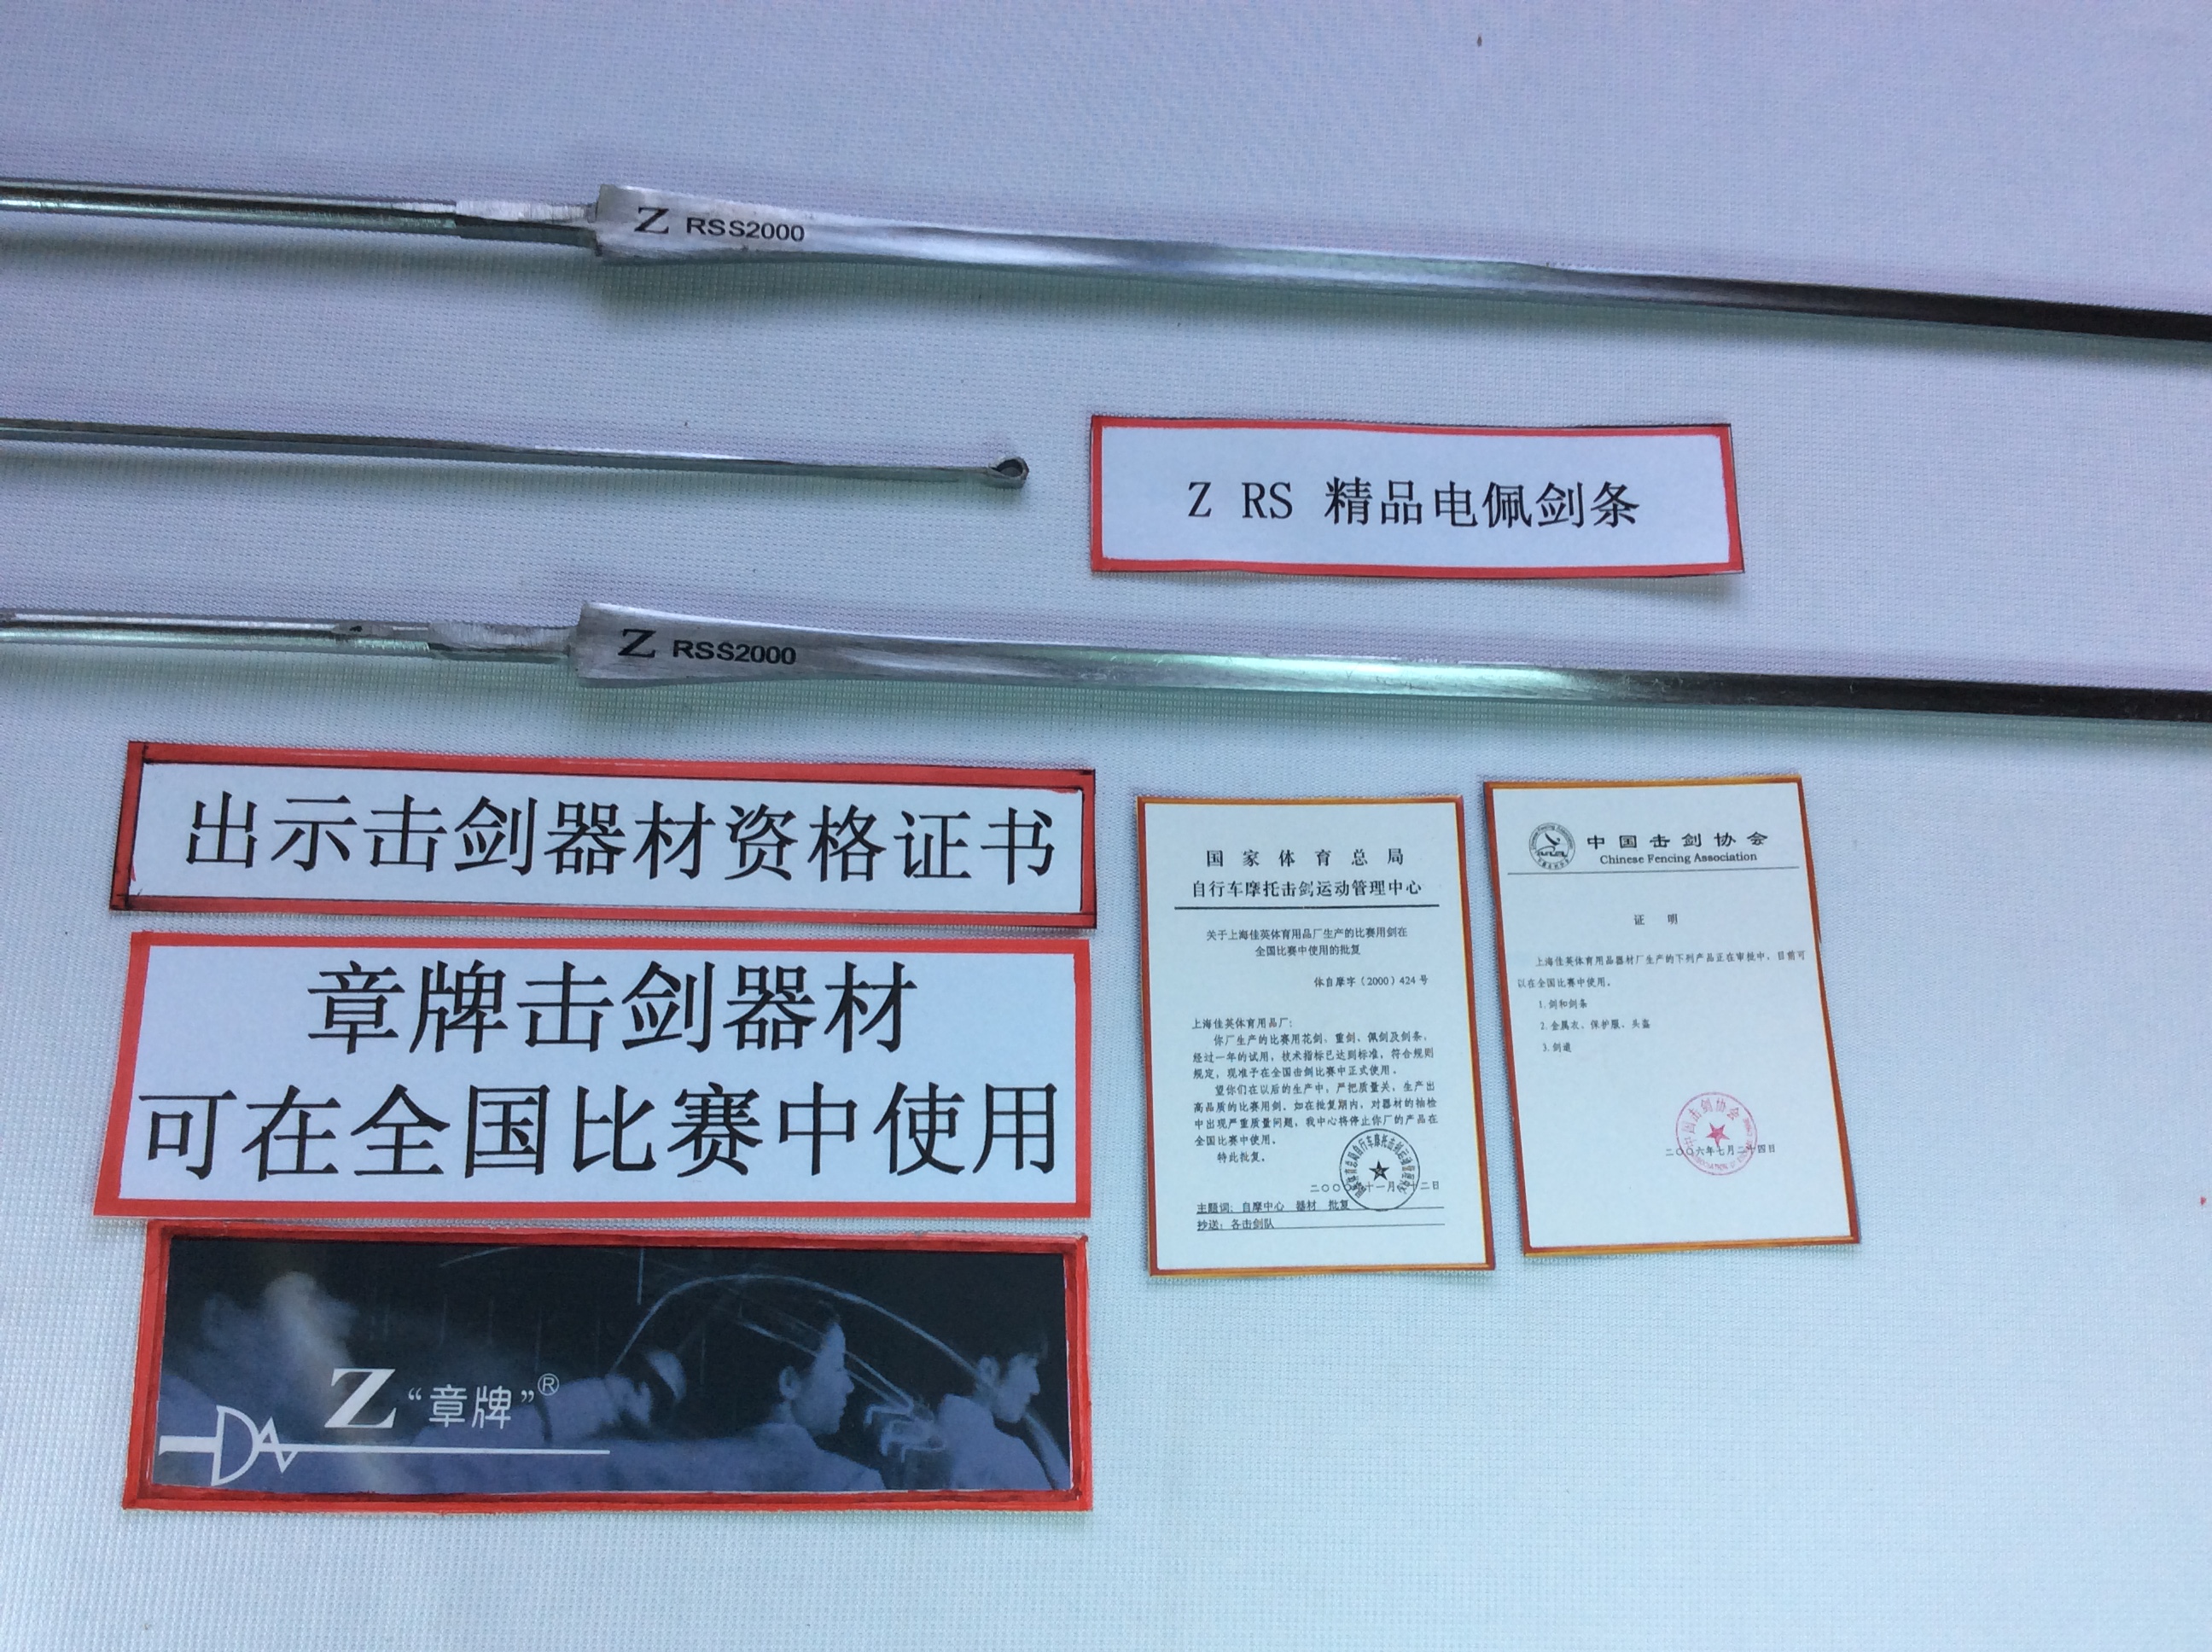 Z RSS2000
Z RS 精品电佩剑条
Z RSS2000
出示击剑器材资格证书
章牌击剑器材
可在全国比赛中使用
Z “章牌”®
国家体育总局
自行车摩托击剑运动管理中心
关于上海佳英体育用品厂生产的比赛用剑在
全国比赛中使用的批复
体自摩字（2000）424 号
上海佳英体育用品厂：
你厂生产的比赛用花剑、重剑、佩剑及剑条，
经过一年的试用，技术指标已达到标准，符合规则
规定，现准予在全国击剑比赛中正式使用。
望你们在以后的生产中，严把质量关，生产出
高品质的比赛用剑。如在批复期内，对器材的抽检
中出现严重质量问题，我中心将停止你厂的产品在
全国比赛中使用。
特此批复。
主题词：自摩中心 器材 批复
抄送：各击剑队
中国击剑协会
Chinese Fencing Association
证 明
上海佳英体育用品器材厂生产的下列产品正在审批中，目前可
以在全国比赛中使用。
1. 剑和剑条
2. 金属衣、保护服、头盔
3. 剑道
二〇〇六年七月二十四日